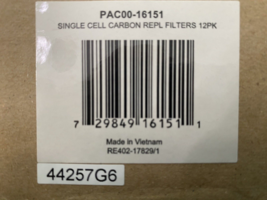 PAC00-16151
SINGLE CELL CARBON REPL FILTERS 12PK
7 29849 16151 1
Made in Vietnam
RE402-17829/1
44257G6